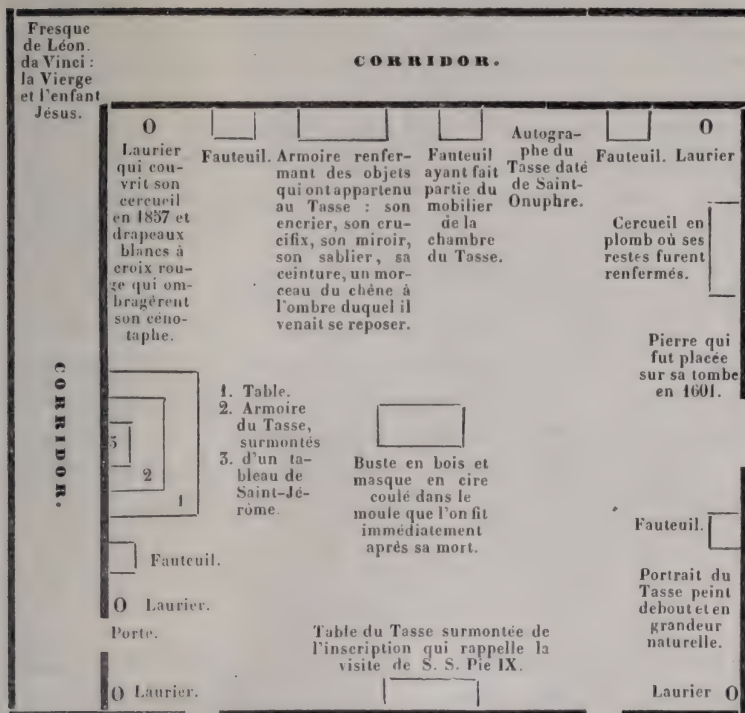 Fresque
de Léon.
da Vinci :
la Vierge
et l'enfant
Jésus.
CORRIDOR.
O
Laurier
qui cou-
vrit son
cercueil
en 1857 et
drapeaux
blancs à
croix rou-
ge qui om-
bragèrent
son céno-
taphe.
Fauteuil.
Armoire renfer-
mant des objets
qui ont appartenu
au Tasse : son
encrier, son cru-
cifix, son miroir,
son sablier, sa
ceinture, un mor-
ceau du chêne à
l'ombre duquel il
venait se reposer.
Fauteuil
ayant fait
partie du
mobilier
de la
chambre
du Tasse.
Autogra-
phe du
Tasse daté
de Saint-
Onuphre.
Fauteuil.
O
Laurier
Cercueil en
plomb où ses
restes furent
renfermés.
Pierre qui
fut placée
sur sa tombe
en 1601.
CORRIDOR.
3
2
1
1. Table.
2. Armoire
du Tasse,
surmontés
3. d'un ta-
bleau de
Saint-Jé-
rôme.
Buste en bois et
masque en cire
coulé dans le
moule que l'on fit
immédiatement
après sa mort.
Fauteuil.
Fauteuil.
O Laurier.
Porte.
Portrait du
Tasse peint
debout et en
grandeur
naturelle.
Table du Tasse surmontée de
l'inscription qui rappelle la
visite de S. S. Pie IX.
O Laurier.
Laurier O